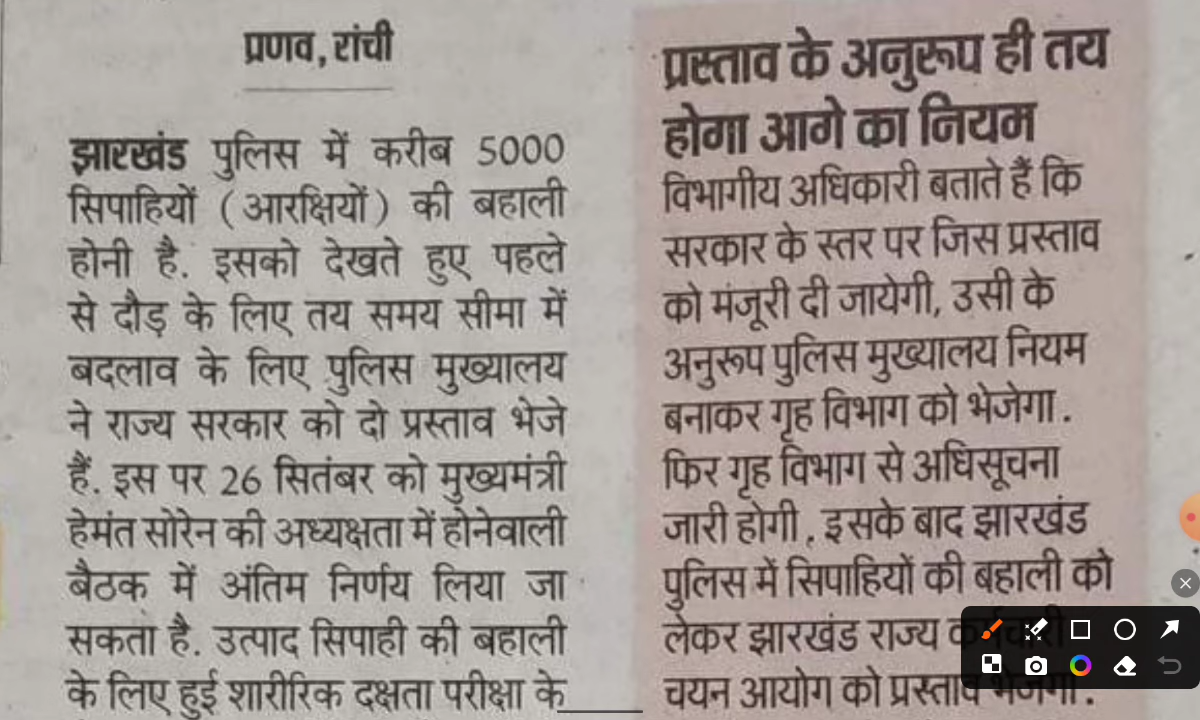 प्रणव, रांची
झारखंड पुलिस में करीब 5000
सिपाहियों (आरक्षियों) की बहाली
होनी है. इसको देखते हुए पहले
से दौड़ के लिए तय समय सीमा में
बदलाव के लिए पुलिस मुख्यालय
ने राज्य सरकार को दो प्रस्ताव भेजे
हैं. इस पर 26 सितंबर को मुख्यमंत्री
हेमंत सोरेन की अध्यक्षता में होनेवाली
बैठक में अंतिम निर्णय लिया जा
सकता है. उत्पाद सिपाही की बहाली
के लिए हुई शारीरिक दक्षता परीक्षा के
प्रस्ताव के अनुरूप ही तय
होगा आगे का नियम
विभागीय अधिकारी बताते हैं कि
सरकार के स्तर पर जिस प्रस्ताव
को मंजूरी दी जायेगी, उसी के
अनुरूप पुलिस मुख्यालय नियम
बनाकर गृह विभाग को भेजेगा.
फिर गृह विभाग से अधिसूचना
जारी होगी. इसके बाद झारखंड
पुलिस में सिपाहियों की बहाली को
लेकर झारखंड राज्य कर्मचारी
चयन आयोग को प्रस्ताव भेजेगा.